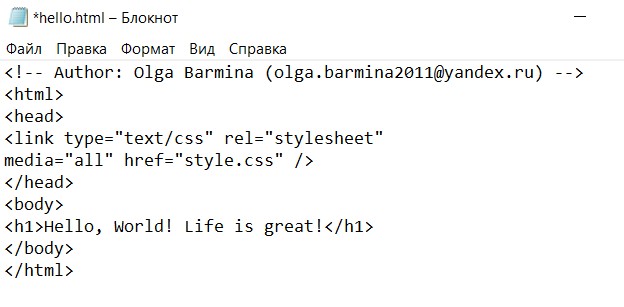 *hello.html – Блокнот
Файл Правка Формат Вид Справка
<!-- Author: Olga Barmina (olga.barmina2011@yandex.ru) -->
<html>
<head>
<link type="text/css" rel="stylesheet"
media="all" href="style.css" />
</head>
<body>
<h1>Hello, World! Life is great!</h1>
</body>
</html>